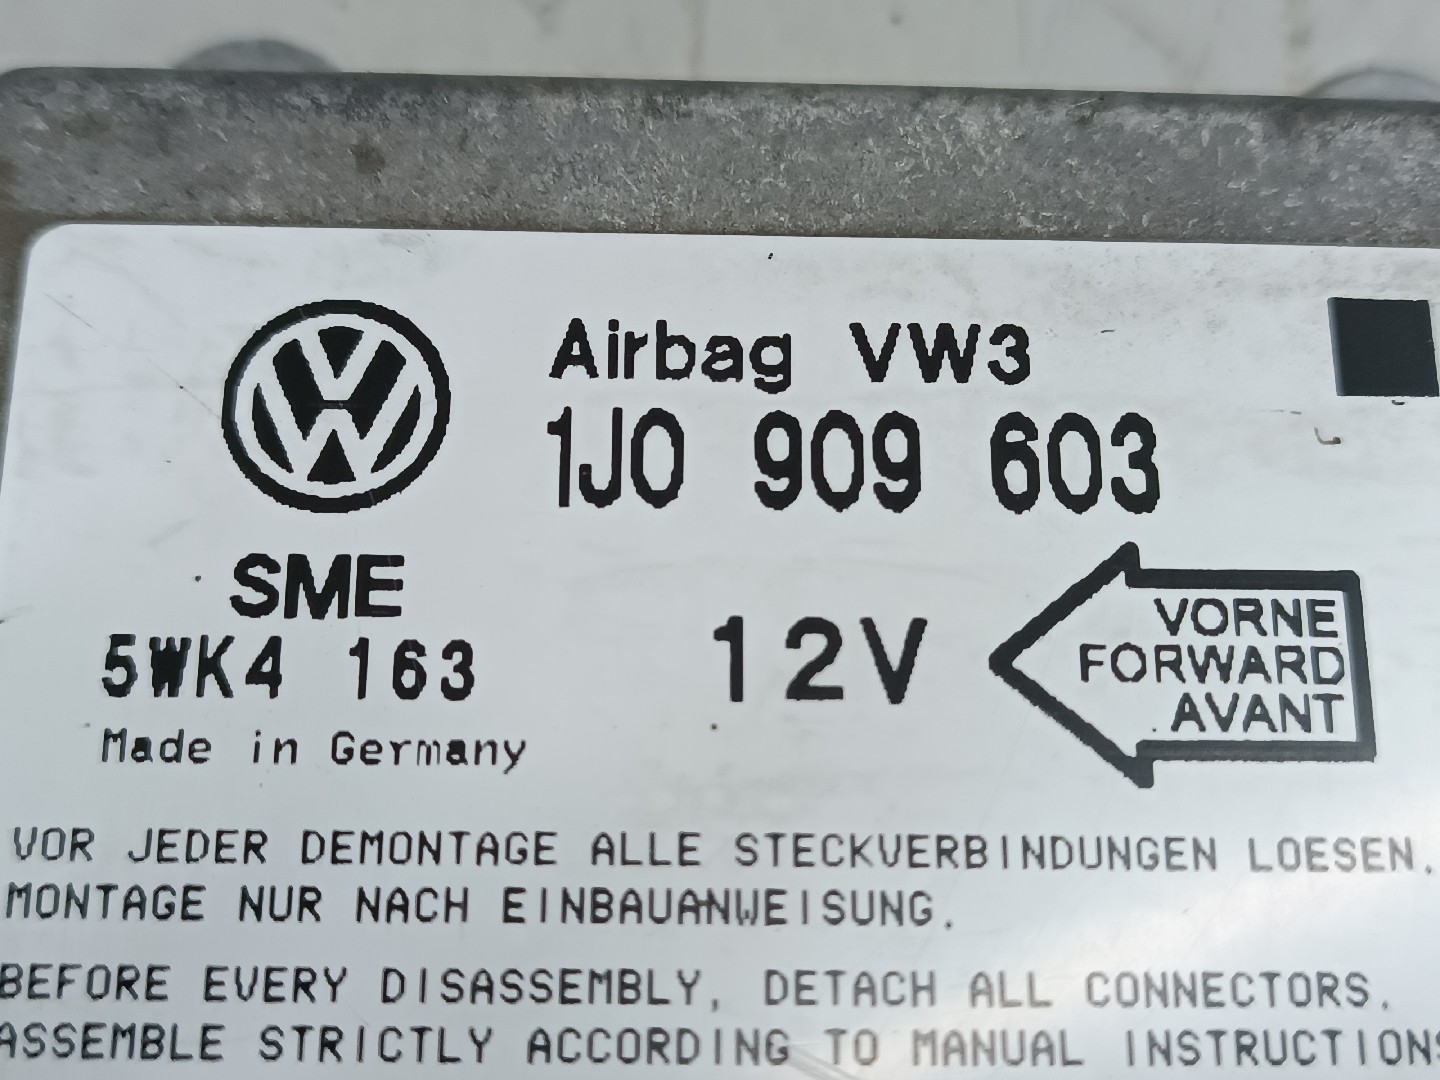 Airbag VW3
1J0 909 603
SME
5WK4 163
12V
VORNE
FORWARD
AVANT
Made in Germany
VOR JEDER DEMONTAGE ALLE STECKVERBINDUNGEN LOESEN.
MONTAGE NUR NACH EINBAUANWEISUNG.
BEFORE EVERY DISASSEMBLY, DETACH ALL CONNECTORS.
ASSEMBLE STRICTLY ACCORDING TO MANUAL INSTRUCTIONS